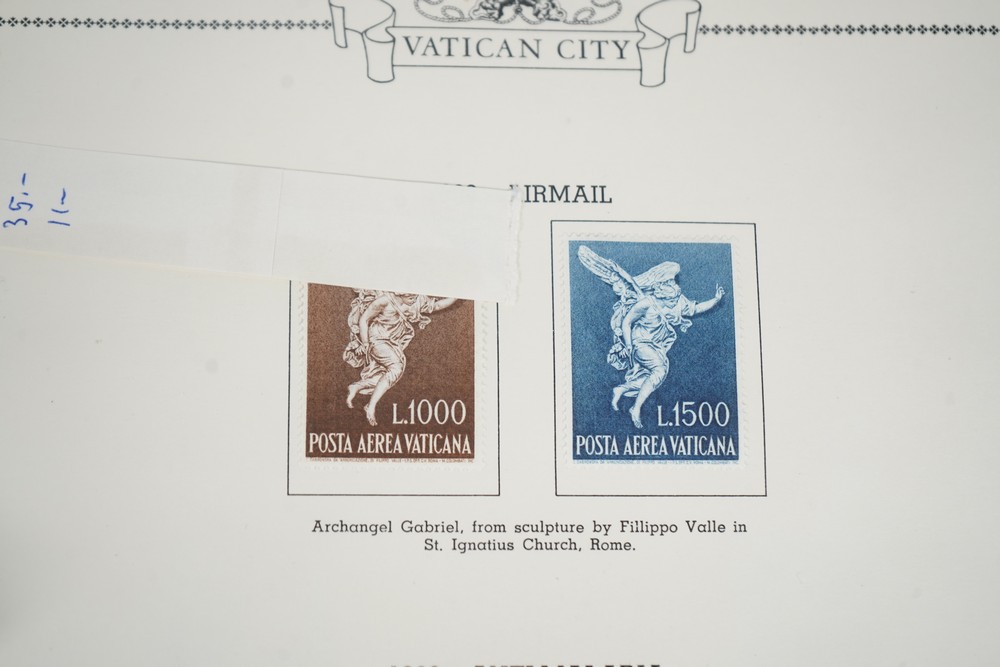 VATICAN CITY
35.-
11-
IRMAIL
L.1000
POSTA AEREA VATICANA
L.1500
POSTA AEREA VATICANA
Archangel Gabriel, from sculpture by Fillippo Valle in
St. Ignatius Church, Rome.